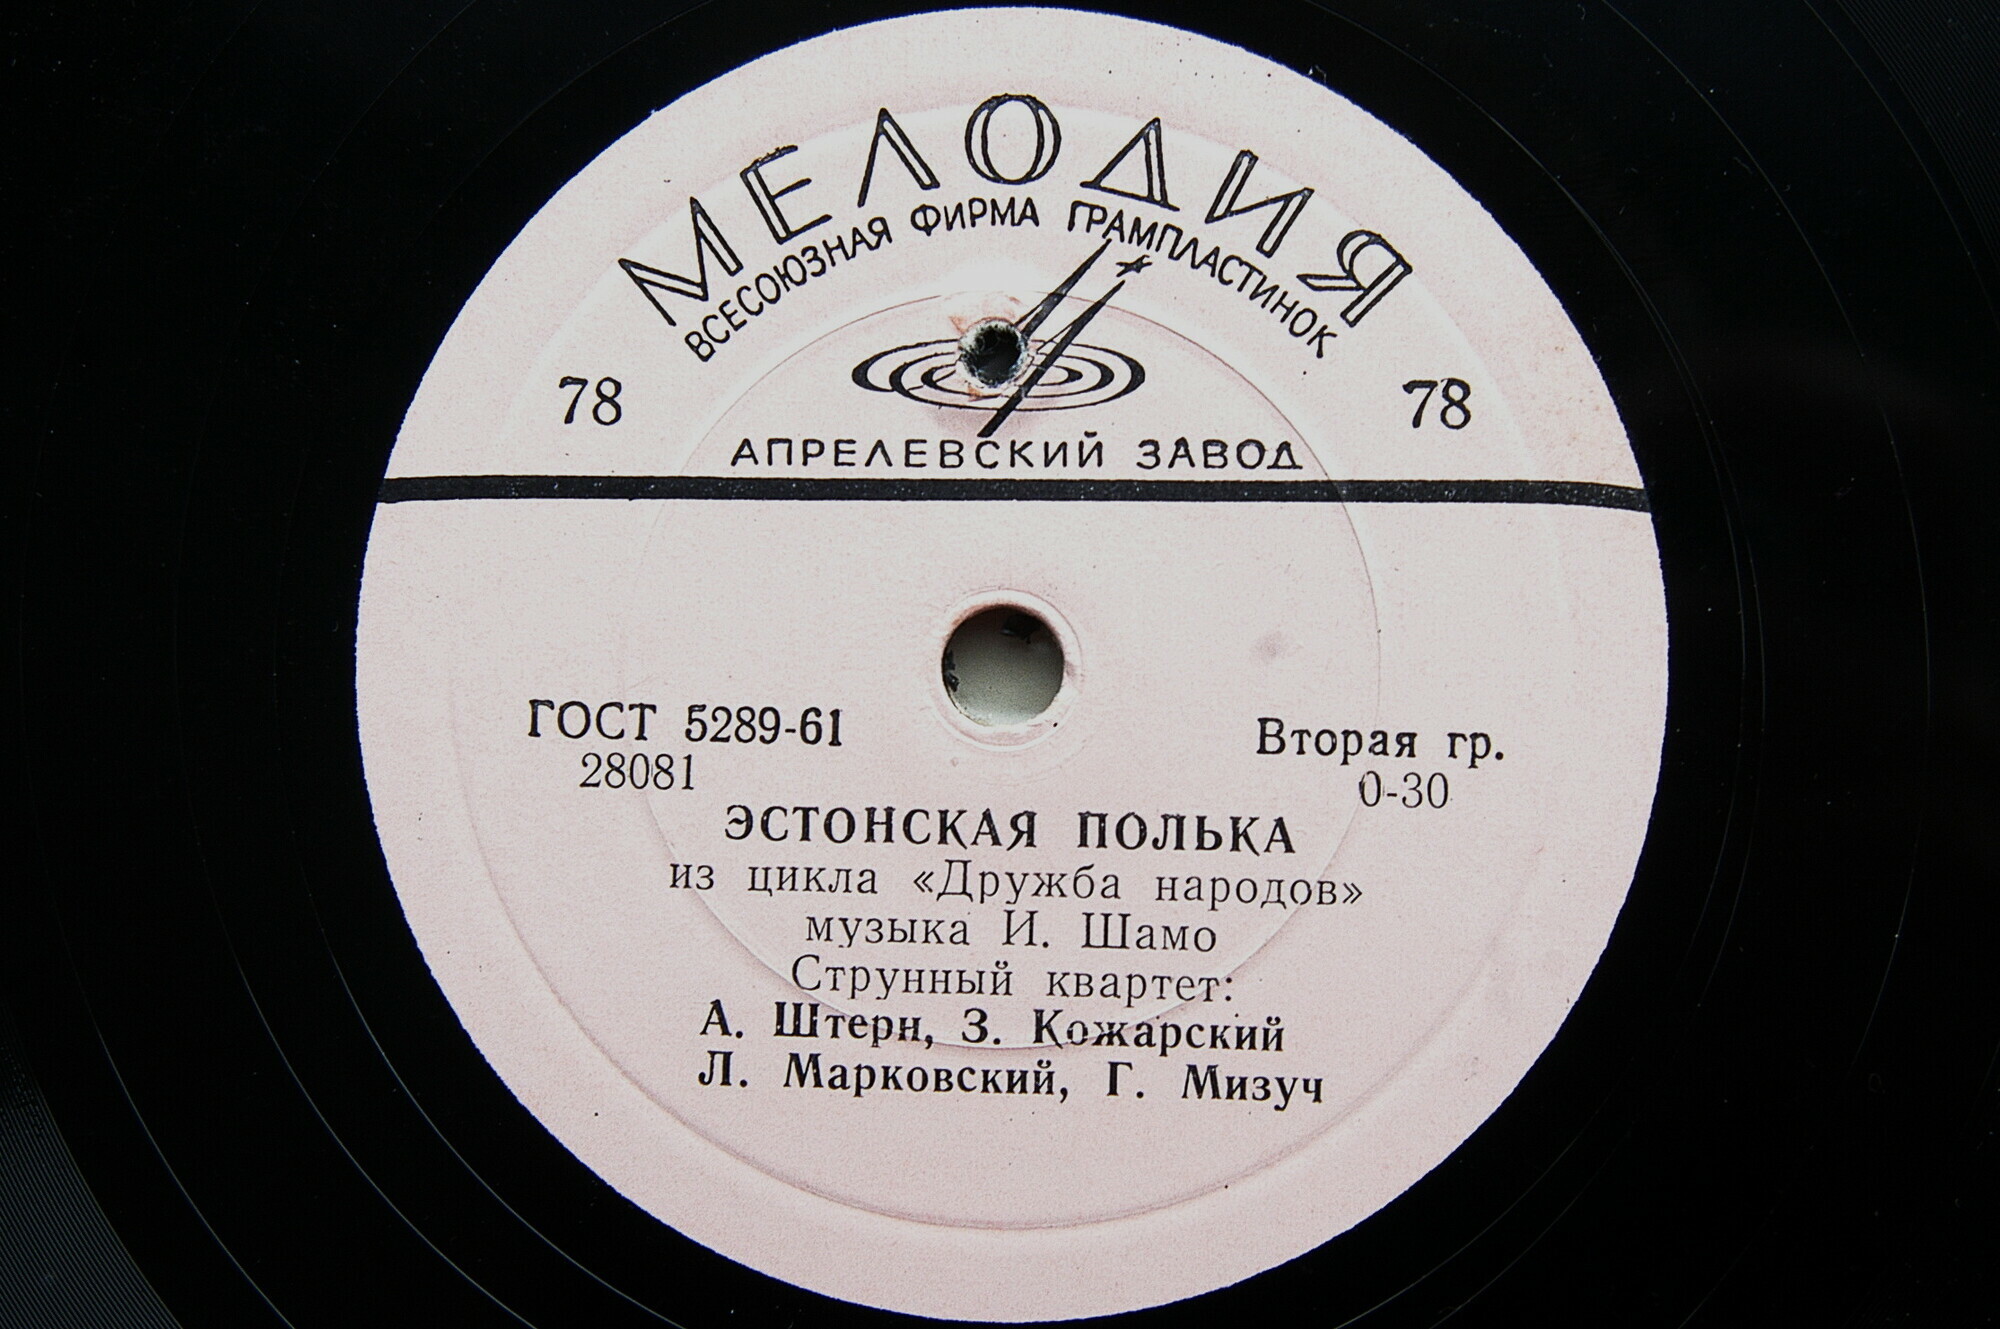 МЕЛОДИЯ
ВСЕСОЮЗНАЯ ФИРМА ГРАМПЛАСТИНОК
78 78
АПРЕЛЕВСКИЙ ЗАВОД
ГОСТ 5289-61 Вторая гр.
28081 0-30
ЭСТОНСКАЯ ПОЛЬКА
из цикла «Дружба народов»
музыка И. Шамо
Струнный квартет:
А. Штерн, З. Кожарский
Л. Марковский, Г. Мизуч